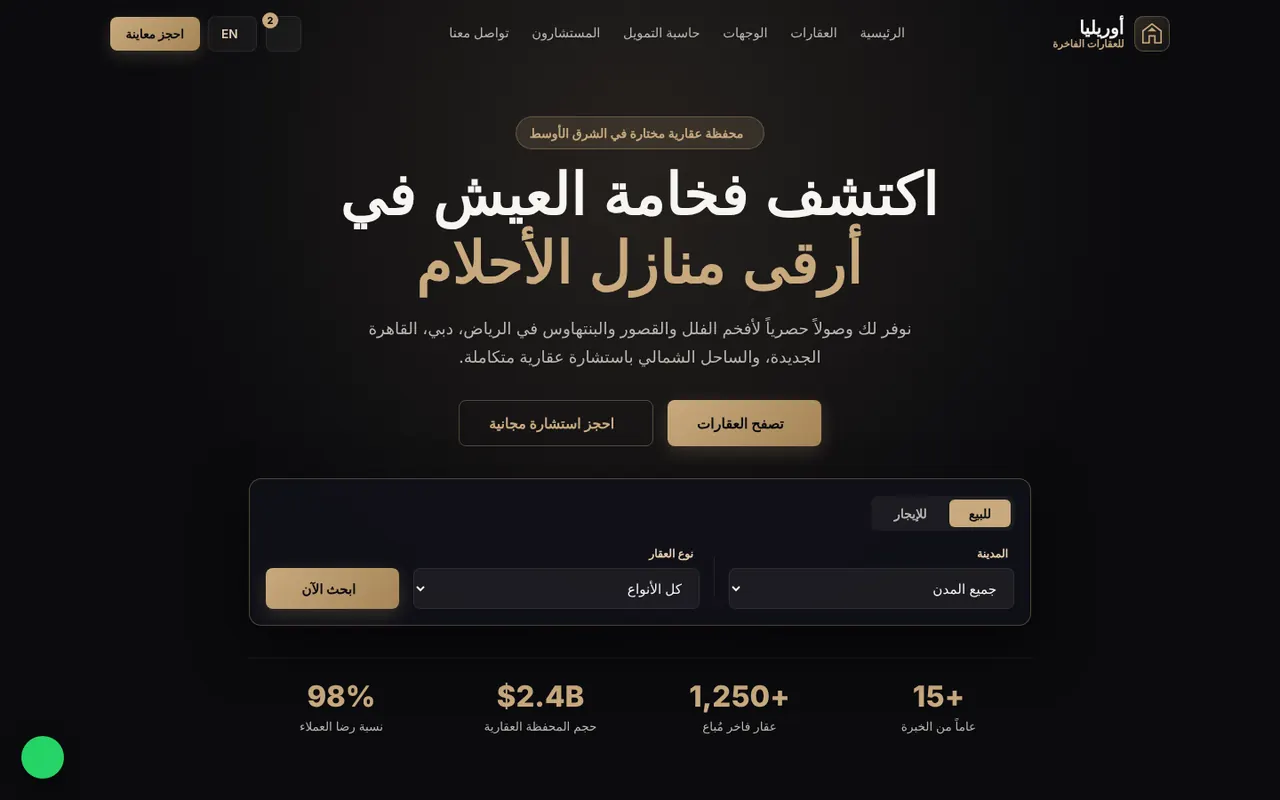 أوريليا
للعقارات الفاخرة
الرئيسية
العقارات
الوجهات
حاسبة التمويل
المستشارون
تواصل معنا
2
EN
احجز معاينة
محفظة عقارية مختارة في الشرق الأوسط
اكتشف فخامة العيش في
أرقى منازل الأحلام
نوفر لك وصولاً حصرياً لأفخم الفلل والقصور والبنتهاوس في الرياض، دبي، القاهرة
الجديدة، والساحل الشمالي باستشارة عقارية متكاملة.
تصفح العقارات
احجز استشارة مجانية
للبيع
للإيجار
المدينة
جميع المدن
نوع العقار
كل الأنواع
ابحث الآن
15+
عاماً من الخبرة
1,250+
عقار فاخر مُباع
$2.4B
حجم المحفظة العقارية
98%
نسبة رضا العملاء